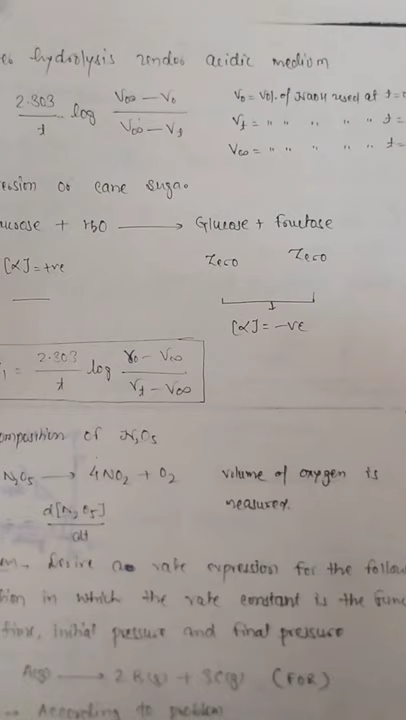 hydrolysis under acidic medium
2.303/t log V∞ - V0 / V∞ - Vt
V0 = Vol. of NaOH used at t =
Vt = " " " " " t =
V∞ = " " " " t =
of cane sugar
+ H2O ⟶ Glucose + fructose
[α] = +ve Zero Zero
[α] = -ve
= 2.303/t log r0 - V∞ / Vt - V∞
omposition of N2O5
N2O5 ⟶ 4NO2 + O2 volume of oxygen is
measured.
d[N2O5]/dt
Derive rate expression for the follow
tion in which the rate constant is the func
time, initial pressure and final pressure
A(g) ⟶ 2B(g) + 3C(g) (FOR)
→ According to problem